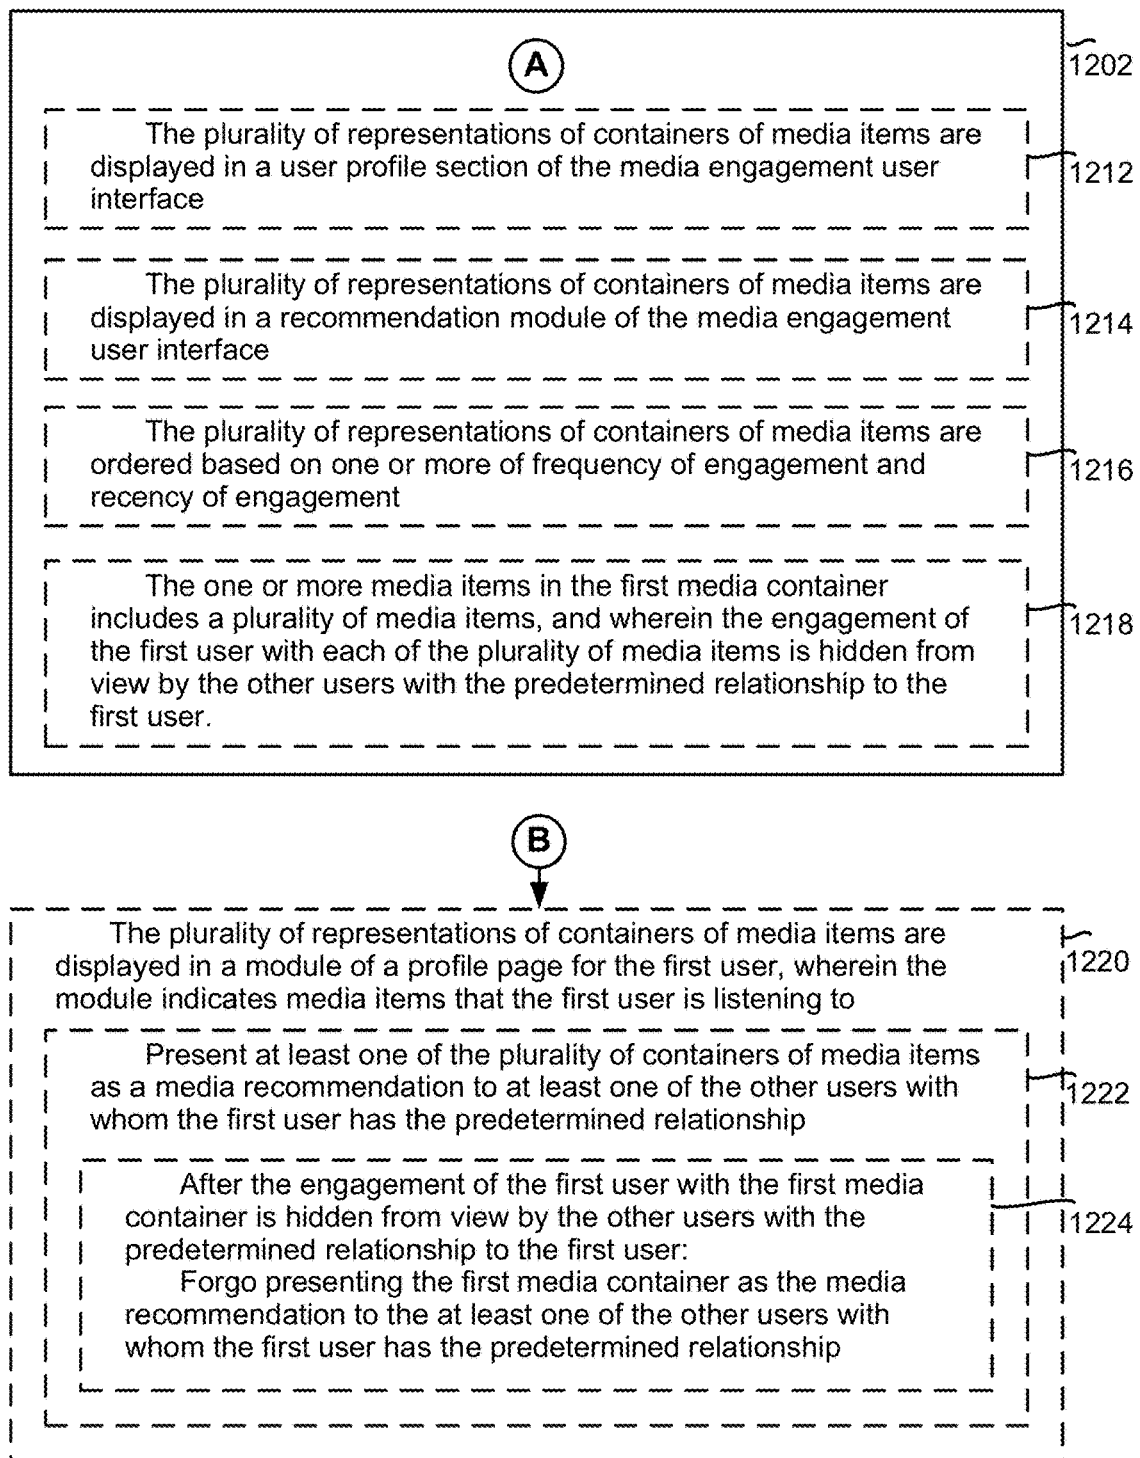 A
1202
The plurality of representations of containers of media items are
displayed in a user profile section of the media engagement user
interface
1212
The plurality of representations of containers of media items are
displayed in a recommendation module of the media engagement
user interface
1214
The plurality of representations of containers of media items are
ordered based on one or more of frequency of engagement and
recency of engagement
1216
The one or more media items in the first media container
includes a plurality of media items, and wherein the engagement of
the first user with each of the plurality of media items is hidden from
view by the other users with the predetermined relationship to the
first user.
1218
B
The plurality of representations of containers of media items are
displayed in a module of a profile page for the first user, wherein the
module indicates media items that the first user is listening to
1220
Present at least one of the plurality of containers of media items
as a media recommendation to at least one of the other users with
whom the first user has the predetermined relationship
1222
After the engagement of the first user with the first media
container is hidden from view by the other users with the
predetermined relationship to the first user:
1224
Forgo presenting the first media container as the media
recommendation to the at least one of the other users with
whom the first user has the predetermined relationship